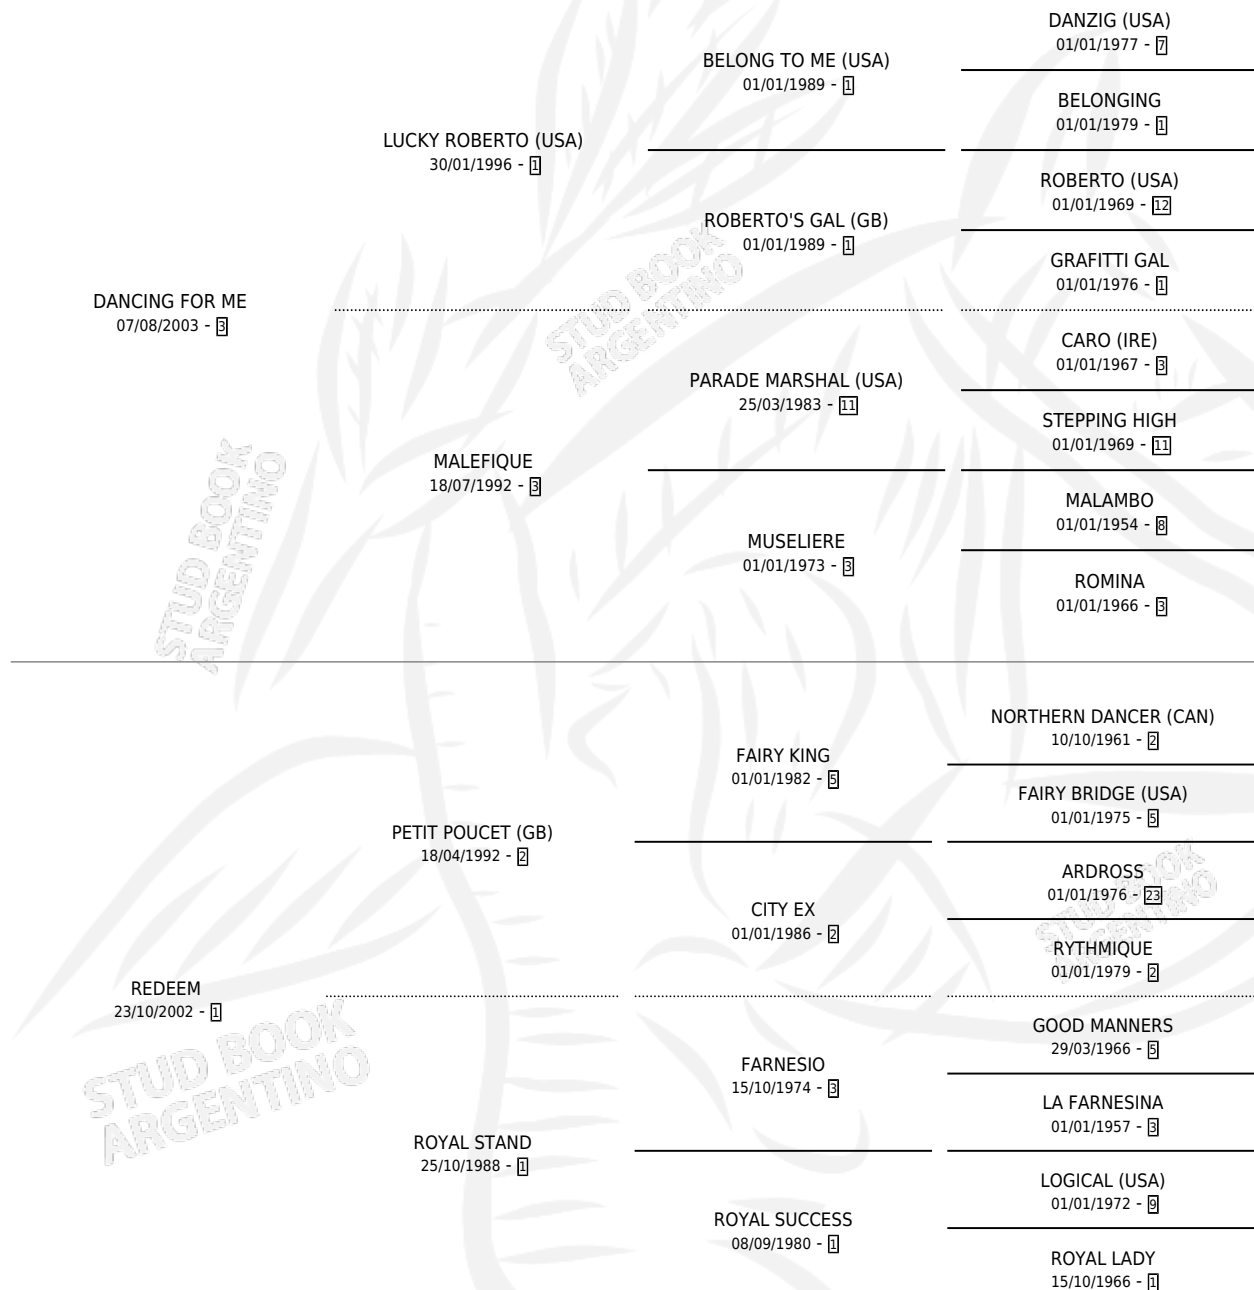 DANZIG (USA)
01/01/1977 - 7
BELONG TO ME (USA)
01/01/1989 - 1
BELONGING
01/01/1979 - 1
LUCKY ROBERTO (USA)
30/01/1996 - 1
ROBERTO (USA)
01/01/1969 - 12
ROBERTO'S GAL (GB)
01/01/1989 - 1
GRAFITTI GAL
01/01/1976 - 1
DANCING FOR ME
07/08/2003 - 3
STUD BOOK
ARGENTINO
CARO (IRE)
01/01/1967 - 3
PARADE MARSHAL (USA)
25/03/1983 - 11
STEPPING HIGH
01/01/1969 - 11
MALEFIQUE
18/07/1992 - 3
MALAMBO
01/01/1954 - 8
MUSELIERE
01/01/1973 - 3
ROMINA
01/01/1966 - 3
STUD BOOK
ARGENTINO
NORTHERN DANCER (CAN)
10/10/1961 - 2
FAIRY KING
01/01/1982 - 5
FAIRY BRIDGE (USA)
01/01/1975 - 5
PETIT POUCET (GB)
18/04/1992 - 2
ARDROSS
01/01/1976 - 23
CITY EX
01/01/1986 - 2
RYTHMIQUE
01/01/1979 - 2
STUD BOOK
ARGENTINO
REDEEM
23/10/2002 - 1
GOOD MANNERS
29/03/1966 - 5
FARNESIO
15/10/1974 - 3
LA FARNESINA
01/01/1957 - 3
STUD BOOK
ARGENTINO
ROYAL STAND
25/10/1988 - 1
LOGICAL (USA)
01/01/1972 - 9
ROYAL SUCCESS
08/09/1980 - 1
ROYAL LADY
15/10/1966 - 1